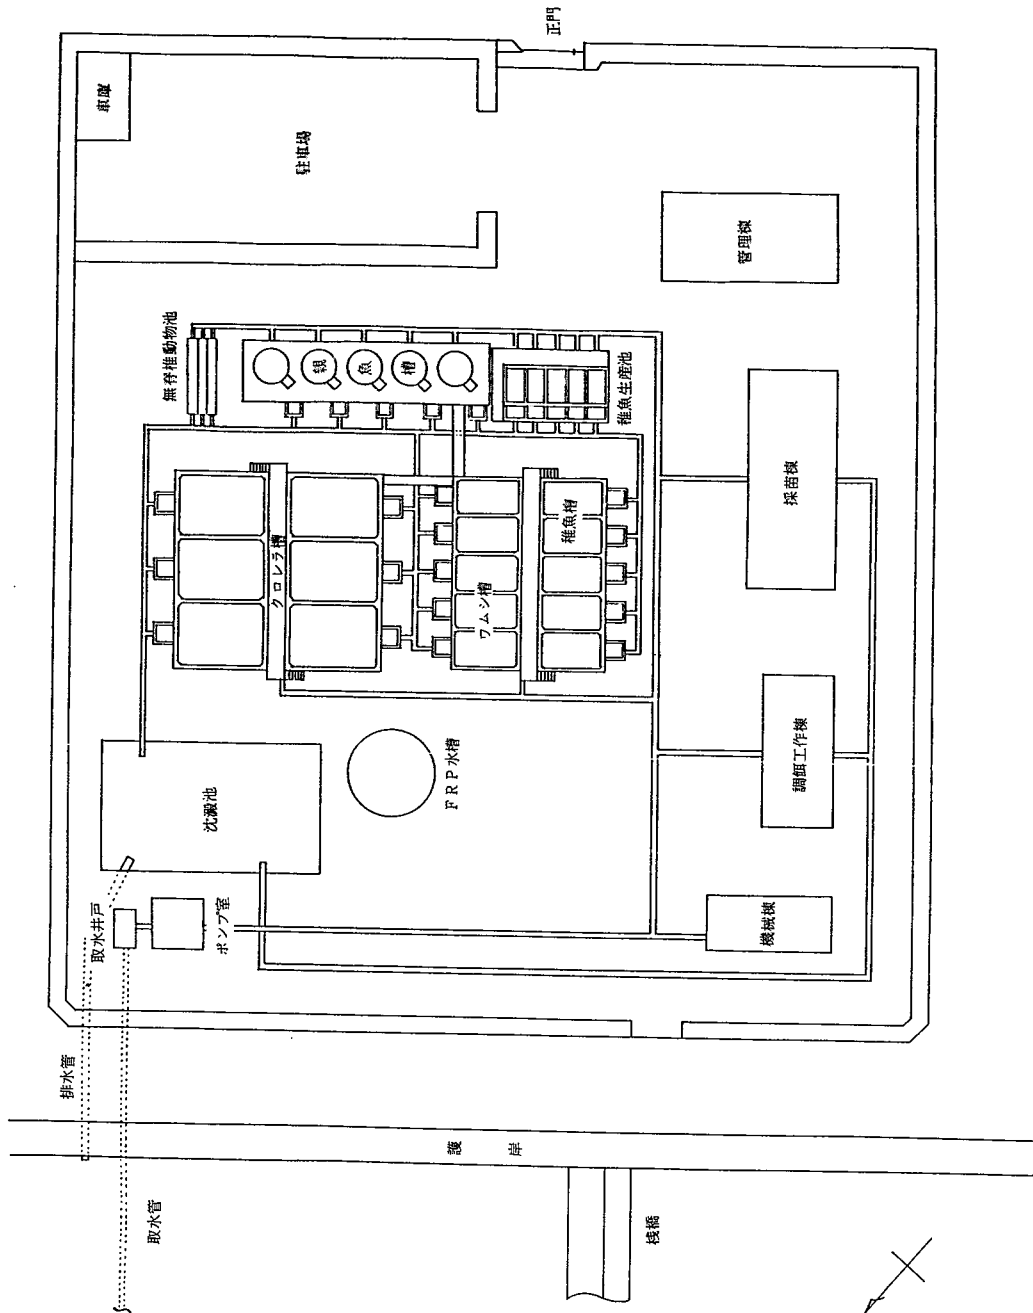 正門
車庫
駐車場
管理棟
無脊椎動物池
親魚槽
稚魚生産池
採苗棟
クロレラ槽
ワムシ槽
稚魚槽
調餌工作棟
沈澱池
FRP水槽
取水井戸
ポンプ室
機械棟
排水管
護岸
取水管
桟橋